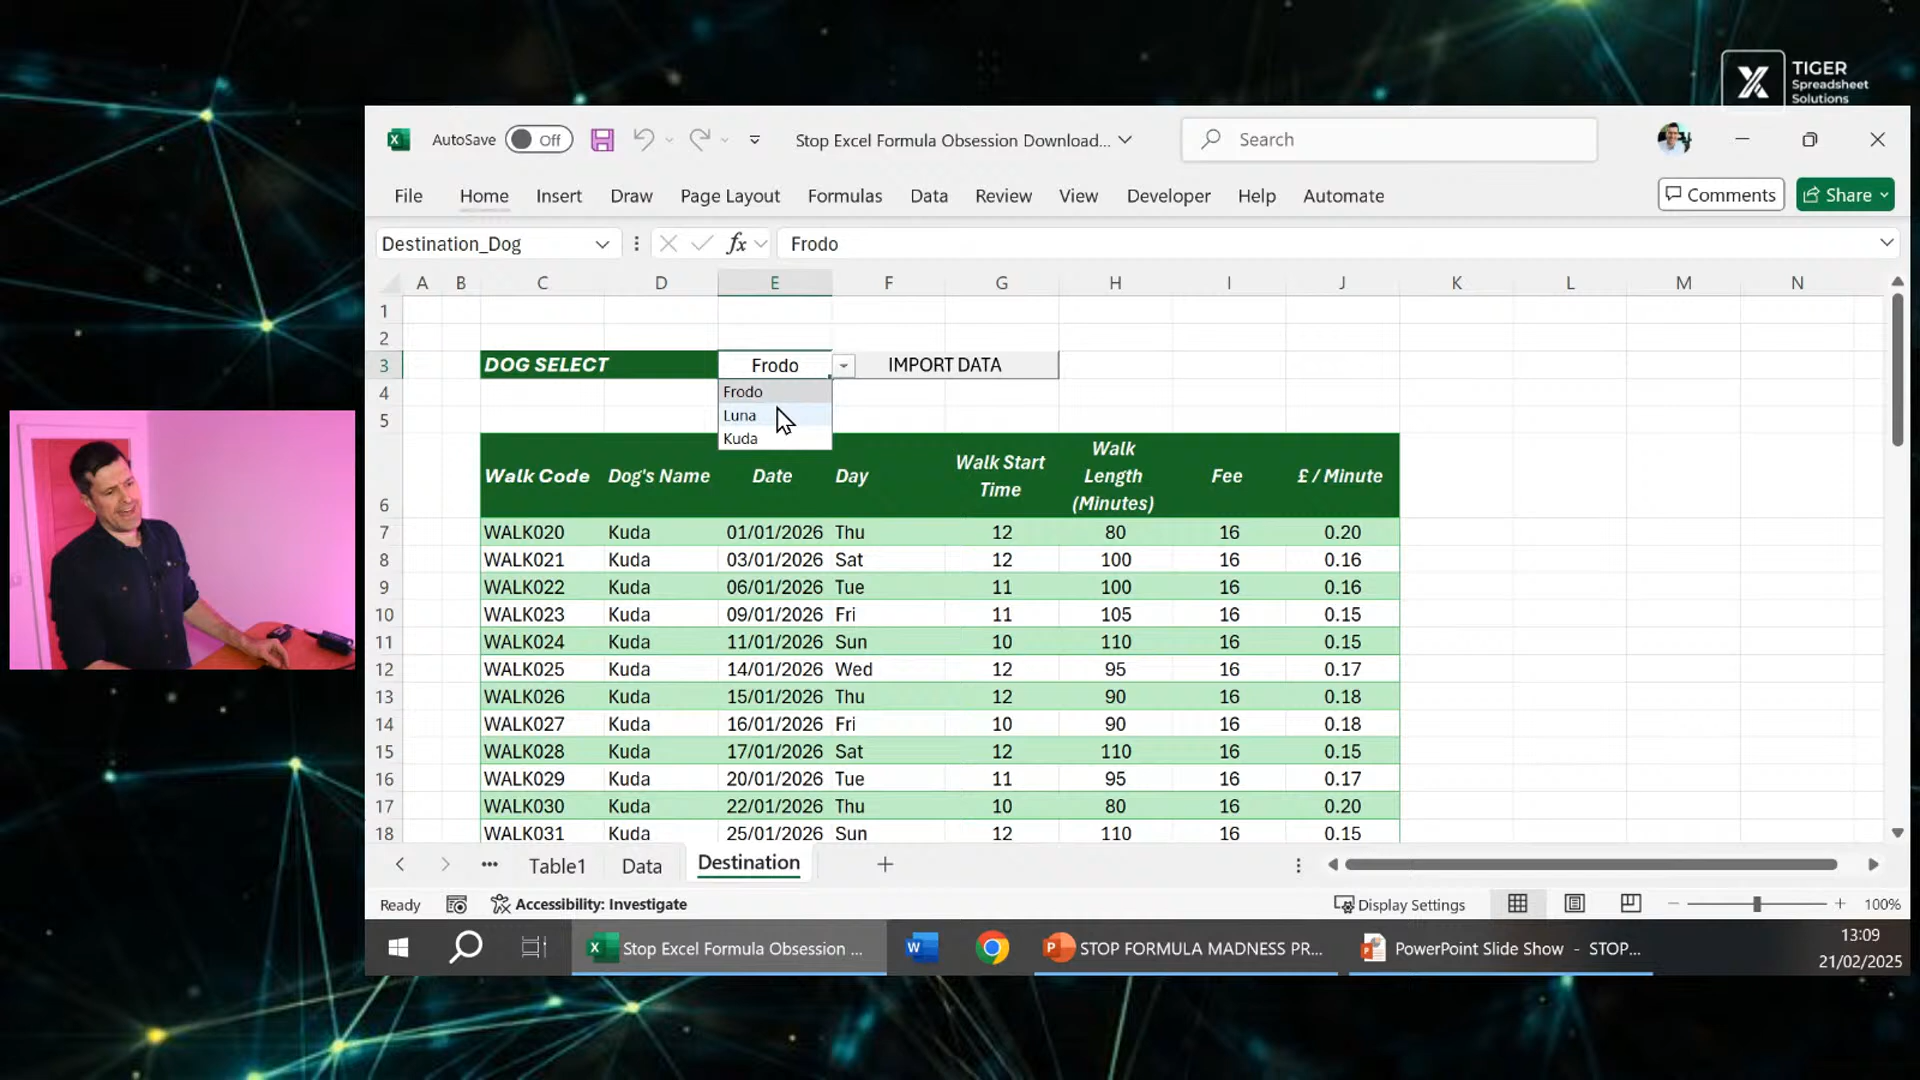 TIGER
Spreadsheet
Solutions
AutoSave Off Stop Excel Formula Obsession Download... Search
File Home Insert Draw Page Layout Formulas Data Review View Developer Help Automate Comments Share
Destination_Dog fx Frodo
A B C D E F G H I J K L M N
1
2
3 DOG SELECT Frodo IMPORT DATA
4 Frodo
5 Luna
Kuda
6 Walk Code Dog's Name Date Day Walk Start Time Walk Length (Minutes) Fee £ / Minute
7 WALK020 Kuda 01/01/2026 Thu 12 80 16 0.20
8 WALK021 Kuda 03/01/2026 Sat 12 100 16 0.16
9 WALK022 Kuda 06/01/2026 Tue 11 100 16 0.16
10 WALK023 Kuda 09/01/2026 Fri 11 105 16 0.15
11 WALK024 Kuda 11/01/2026 Sun 10 110 16 0.15
12 WALK025 Kuda 14/01/2026 Wed 12 95 16 0.17
13 WALK026 Kuda 15/01/2026 Thu 12 90 16 0.18
14 WALK027 Kuda 16/01/2026 Fri 10 90 16 0.18
15 WALK028 Kuda 17/01/2026 Sat 12 110 16 0.15
16 WALK029 Kuda 20/01/2026 Tue 11 95 16 0.17
17 WALK030 Kuda 22/01/2026 Thu 10 80 16 0.20
18 WALK031 Kuda 25/01/2026 Sun 12 110 16 0.15
Table1 Data Destination
Ready Accessibility: Investigate Display Settings 100%
Stop Excel Formula Obsession ... STOP FORMULA MADNESS PR... PowerPoint Slide Show - STOP... 13:09
21/02/2025